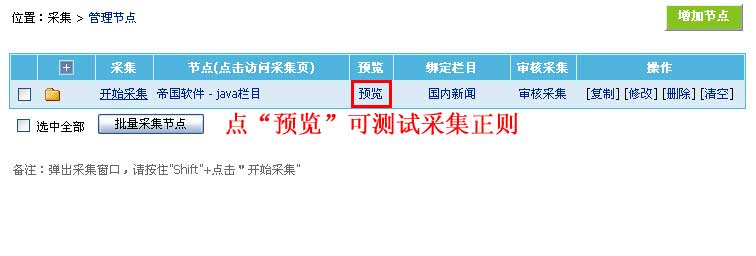 位置：采集 > 管理节点
增加节点
采集 节点(点击访问采集页) 预览 绑定栏目 审核采集 操作
开始采集 帝国软件 - java栏目 预览 国内新闻 审核采集 [复制] [修改] [删除] [清空]
选中全部 批量采集节点
点“预览”可测试采集正则
备注：弹出采集窗口，请按住"Shift"+点击＂开始采集"